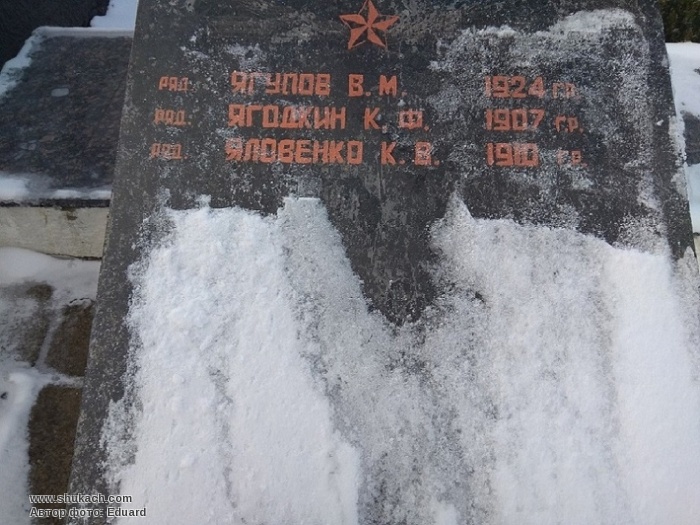 РЯД. ЯГУПОВ В. М. 1924 г.р.
РЯД. ЯГОДКИН К. Ф. 1907 г.р.
РЯД. ЯЛОВЕНКО К. В. 1910 г.р.
www.shukach.com
Автор фото: Eduard